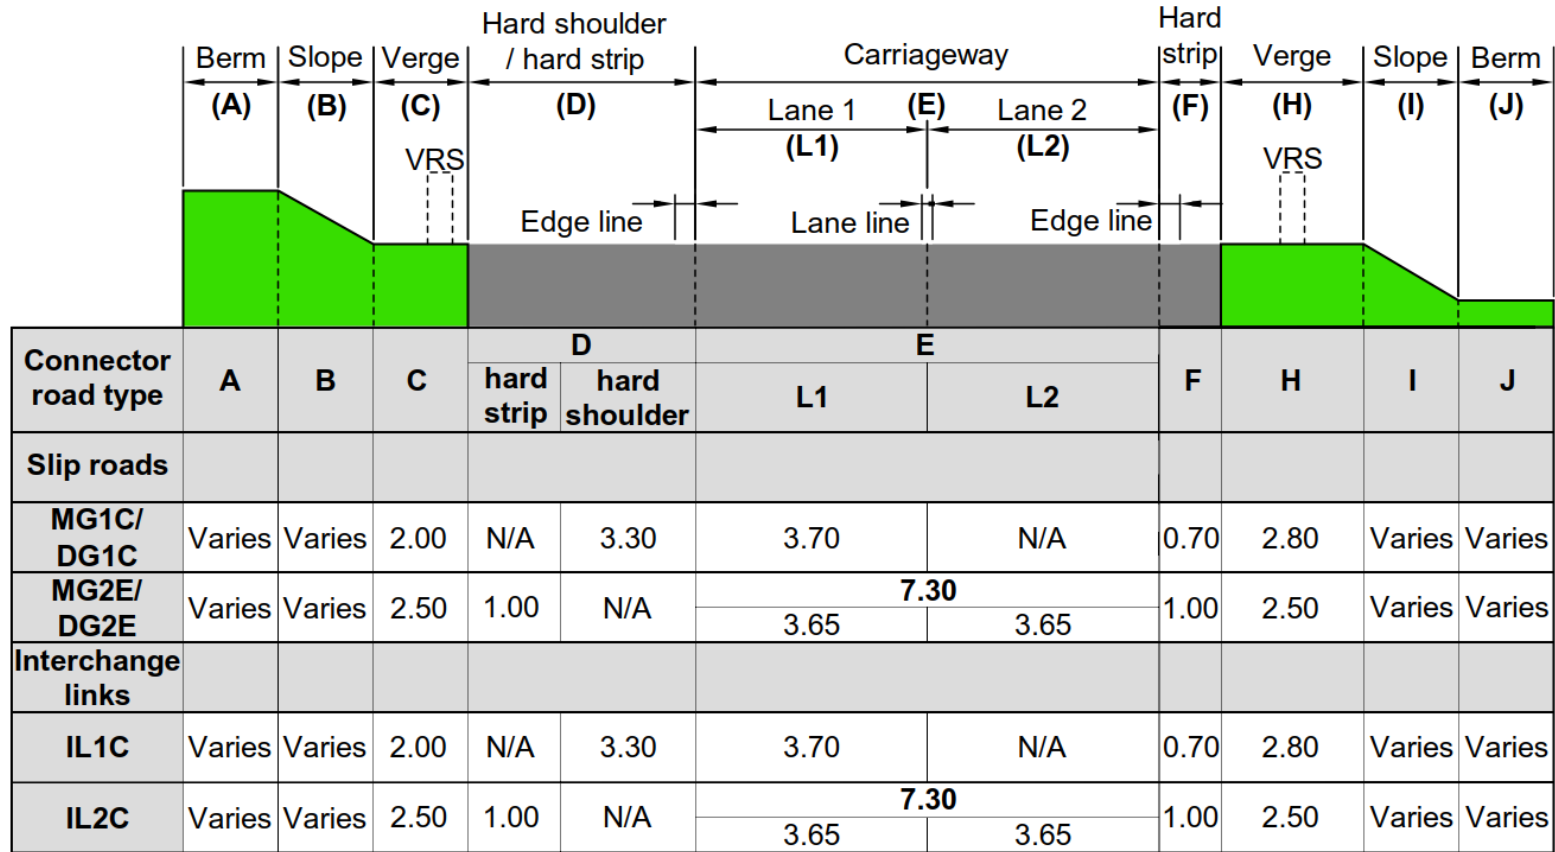 Hard shoulder / hard strip
Hard strip
Berm
Slope
Verge
Carriageway
Verge
Slope
Berm
(A)
(B)
(C)
(D)
(E)
(F)
(H)
(I)
(J)
Lane 1
Lane 2
(L1)
(L2)
VRS
VRS
Edge line
Lane line
Edge line
Connector road type
A
B
C
D
hard strip
hard shoulder
E
L1
L2
F
H
I
J
Slip roads
MG1C/ DG1C
Varies
Varies
2.00
N/A
3.30
3.70
N/A
0.70
2.80
Varies
Varies
MG2E/ DG2E
Varies
Varies
2.50
1.00
N/A
7.30
3.65
3.65
1.00
2.50
Varies
Varies
Interchange links
IL1C
Varies
Varies
2.00
N/A
3.30
3.70
N/A
0.70
2.80
Varies
Varies
IL2C
Varies
Varies
2.50
1.00
N/A
7.30
3.65
3.65
1.00
2.50
Varies
Varies